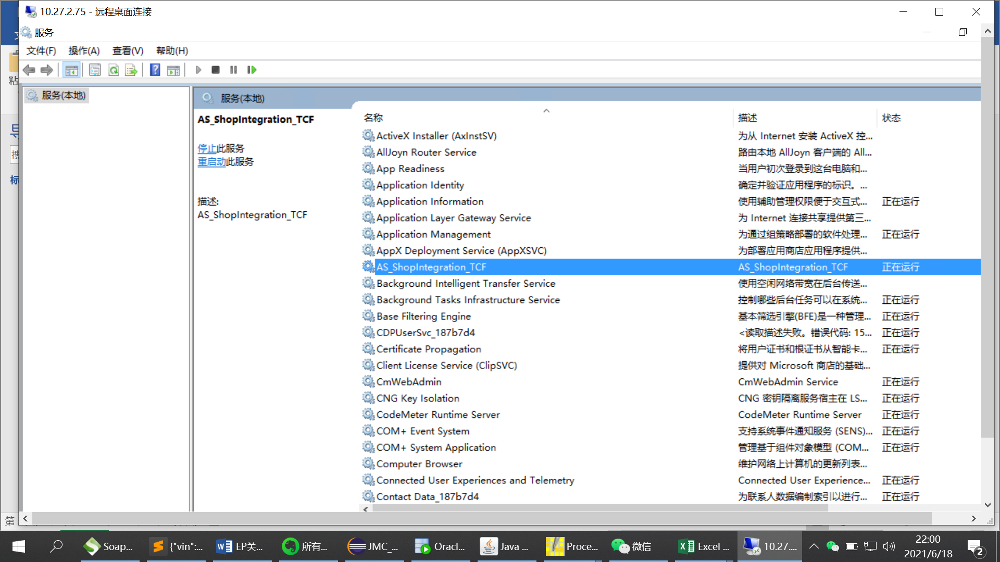 10.27.2.75 - 远程桌面连接
服务
文件(F) 操作(A) 查看(V) 帮助(H)
粘
服务(本地)
服务(本地)
AS_ShopIntegration_TCF
停止此服务
重启动此服务
描述:
AS_ShopIntegration_TCF
名称 描述 状态
ActiveX Installer (AxInstSV) 为从 Internet 安装 ActiveX 控...
AllJoyn Router Service 路由本地 AllJoyn 客户端的 All...
App Readiness 当用户初次登录到这台电脑和...
Application Identity 确定并验证应用程序的标识。...
Application Information 使用辅助管理权限便于交互式... 正在运行
Application Layer Gateway Service 为 Internet 连接共享提供第三...
Application Management 为通过组策略部署的软件处理... 正在运行
AppX Deployment Service (AppXSVC) 为部署应用商店应用程序提供...
AS_ShopIntegration_TCF AS_ShopIntegration_TCF 正在运行
Background Intelligent Transfer Service 使用空闲网络带宽在后台传送...
Background Tasks Infrastructure Service 控制哪些后台任务可以在系统... 正在运行
Base Filtering Engine 基本筛选引擎(BFE)是一种管理... 正在运行
CDPUserSvc_187b7d4 <读取描述失败。错误代码: 15... 正在运行
Certificate Propagation 将用户证书和根证书从智能卡... 正在运行
Client License Service (ClipSVC) 提供对 Microsoft 商店的基础...
CmWebAdmin CmWebAdmin Service 正在运行
CNG Key Isolation CNG 密钥隔离服务宿主在 LS... 正在运行
CodeMeter Runtime Server CodeMeter Runtime Server 正在运行
COM+ Event System 支持系统事件通知服务 (SENS)... 正在运行
COM+ System Application 管理基于组件对象模型 (COM... 正在运行
Computer Browser 维护网络上计算机的更新列表...
Connected User Experiences and Telemetry Connected User Experience... 正在运行
Contact Data_187b7d4 为联系人数据编制索引以进行... 正在运行
搜
标
第
Soap... {"vin":... EP关... 所有... JMC_... Oracl... Java ... Proce... 微信 Excel ... 10.27....
22:00
2021/6/18
2